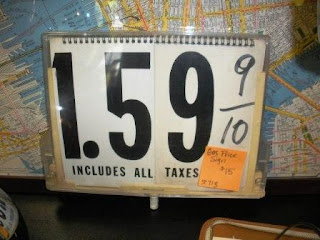 1.59 9/10
INCLUDES ALL TAXES
Gas Price
Sign
$15